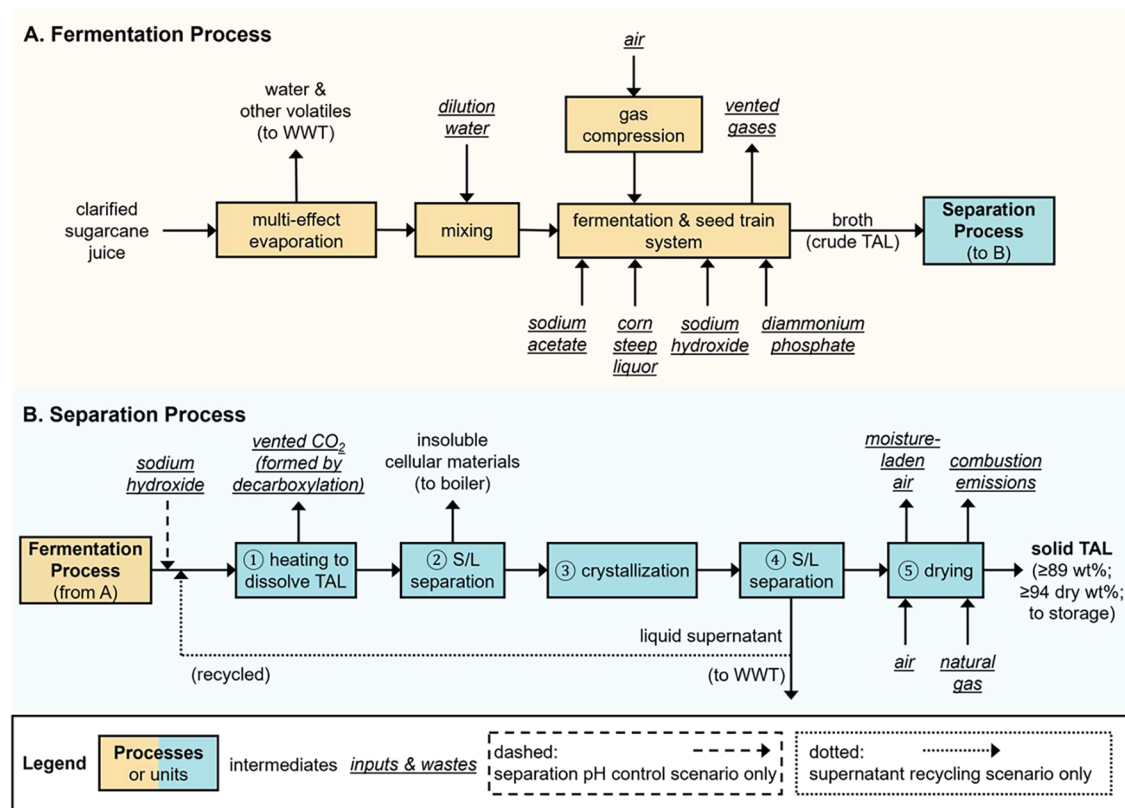 A. Fermentation Process
air
water &
other volatiles
(to WWT)
dilution
water
gas
compression
vented
gases
clarified
sugarcane
juice
multi-effect
evaporation
mixing
fermentation & seed train
system
broth
(crude TAL)
Separation
Process
(to B)
sodium
acetate
corn
steep
liquor
sodium
hydroxide
diammonium
phosphate
B. Separation Process
sodium
hydroxide
vented CO₂
(formed by
decarboxylation)
insoluble
cellular materials
(to boiler)
moisture-
laden
air
combustion
emissions
Fermentation
Process
(from A)
① heating to
dissolve TAL
② S/L
separation
③ crystallization
④ S/L
separation
⑤ drying
solid TAL
(≥89 wt%;
≥94 dry wt%;
to storage)
liquid supernatant
(recycled)
(to WWT)
air
natural
gas
Legend
Processes
or units
intermediates
inputs & wastes
dashed:
separation pH control scenario only
dotted:
supernatant recycling scenario only